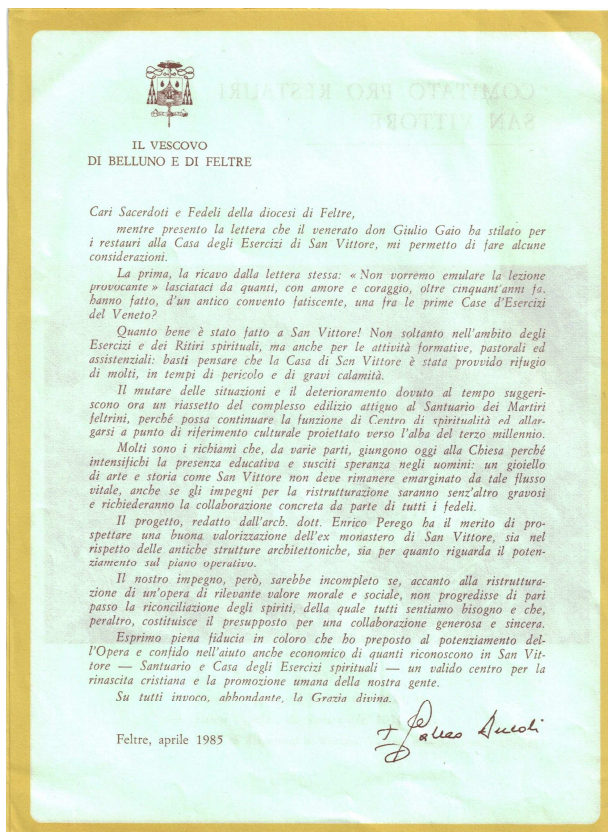 IL VESCOVO
DI BELLUNO E DI FELTRE
Cari Sacerdoti e Fedeli della diocesi di Feltre,
mentre presento la lettera che il venerato don Giulio Gaio ha stilato per
i restauri alla Casa degli Esercizi di San Vittore, mi permetto di fare alcune
considerazioni.
La prima, la ricavo dalla lettera stessa: « Non vorremo emulare la lezione
provocante » lasciataci da quanti, con amore e coraggio, oltre cinquant'anni fa,
hanno fatto, d'un antico convento fatiscente, una fra le prime Case d'Esercizi
del Veneto?
Quanto bene è stato fatto a San Vittore! Non soltanto nell'ambito degli
Esercizi e dei Ritiri spirituali, ma anche per le attività formative, pastorali ed
assistenziali: basti pensare che la Casa di Sen Vittore è stata provvido rifugio
di molti, in tempi di pericolo e di gravi calamità.
Il mutare delle situazioni e il deterioramento dovuto al tempo suggeri-
scono ora un riassetto del complesso edilizio attiguo al Santuario dei Martiri
feltrini, perché possa continuare la funzione di Centro di spiritualità ed allar-
garsi a punto di riferimento culturale proiettato verso l'alba del terzo millennio.
Molti sono i richiami che, da varie parti, giungono oggi alla Chiesa perché
intensifichi la presenza educativa e susciti speranza negli uomini: un gioiello
di arte e storia come San Vittore non deve rimanere emarginato da tale flusso
vitale, anche se gli impegni per la ristrutturazione saranno senz'altro gravosi
e richiederanno la collaborazione concreta da parte di tutti i fedeli.
Il progetto, redatto dall'arch. dott. Enrico Perego ha il merito di pro-
spettare una buona valorizzazione dell'ex monastero di San Vittore, sia nel
rispetto delle antiche strutture architettoniche, sia per quanto riguarda il poten-
ziamento sul piano operativo.
Il nostro impegno, però, sarebbe incompleto se, accanto alla ristruttura-
zione di un'opera di rilevante valore morale e sociale, non progredisse di pari
passo la riconciliazione degli spiriti, della quale tutti sentiamo bisogno e che,
peraltro, costituisce il presupposto per una collaborazione generosa e sincera.
Esprimo piena fiducia in coloro che ho preposto al potenziamento del-
l'Opera e confido nell'aiuto anche economico di quanti riconoscono in San Vit-
tore — Santuario e Casa degli Esercizi spirituali — un valido centro per la
rinascita cristiana e la promozione umana della nostra gente.
Su tutti invoco, abbondante, la Grazia divina.
Feltre, aprile 1985
COMITATO PRO RESTAURI
SAN VITTORE